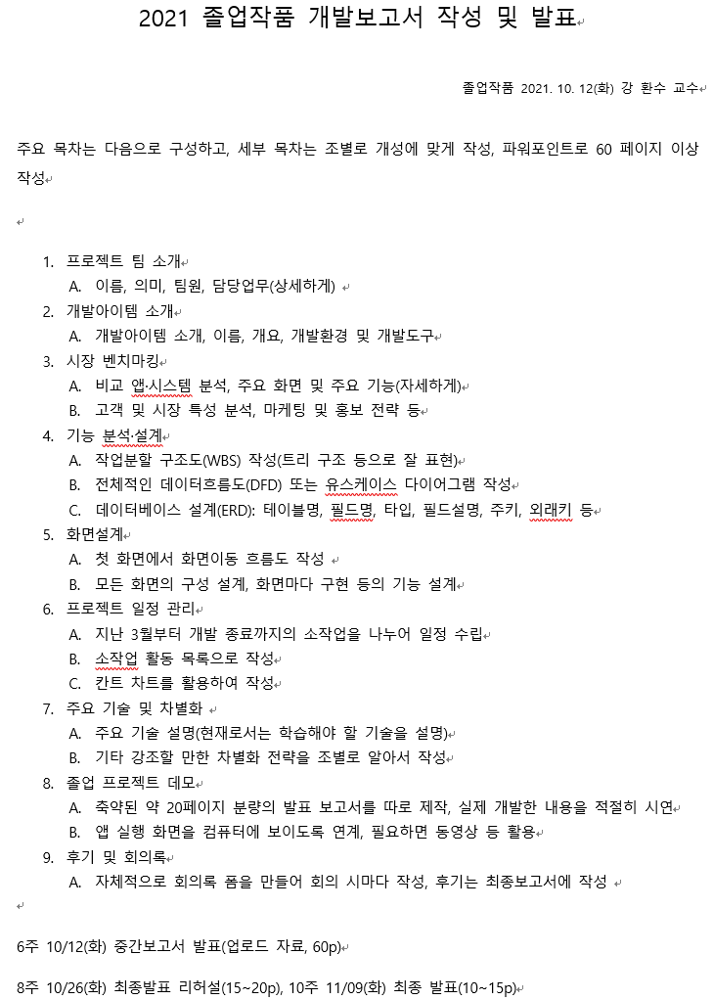 2021 졸업작품 개발보고서 작성 및 발표
졸업작품 2021. 10. 12(화) 강 환수 교수
주요 목차는 다음으로 구성하고, 세부 목차는 조별로 개성에 맞게 작성, 파워포인트로 60 페이지 이상
작성
1. 프로젝트 팀 소개
A. 이름, 의미, 팀원, 담당업무(상세하게)
2. 개발아이템 소개
A. 개발아이템 소개, 이름, 개요, 개발환경 및 개발도구
3. 시장 벤치마킹
A. 비교 앱·시스템 분석, 주요 화면 및 주요 기능(자세하게)
B. 고객 및 시장 특성 분석, 마케팅 및 홍보 전략 등
4. 기능 분석·설계
A. 작업분할 구조도(WBS) 작성(트리 구조 등으로 잘 표현)
B. 전체적인 데이터흐름도(DFD) 또는 유스케이스 다이어그램 작성
C. 데이터베이스 설계(ERD): 테이블명, 필드명, 타입, 필드설명, 주키, 외래키 등
5. 화면설계
A. 첫 화면에서 화면이동 흐름도 작성
B. 모든 화면의 구성 설계, 화면마다 구현 등의 기능 설계
6. 프로젝트 일정 관리
A. 지난 3월부터 개발 종료까지의 소작업을 나누어 일정 수립
B. 소작업 활동 목록으로 작성
C. 칸트 차트를 활용하여 작성
7. 주요 기술 및 차별화
A. 주요 기술 설명(현재로서는 학습해야 할 기술을 설명)
B. 기타 강조할 만한 차별화 전략을 조별로 알아서 작성
8. 졸업 프로젝트 데모
A. 축약된 약 20페이지 분량의 발표 보고서를 따로 제작, 실제 개발한 내용을 적절히 시연
B. 앱 실행 화면을 컴퓨터에 보이도록 연계, 필요하면 동영상 등 활용
9. 후기 및 회의록
A. 자체적으로 회의록 폼을 만들어 회의 시마다 작성, 후기는 최종보고서에 작성
6주 10/12(화) 중간보고서 발표(업로드 자료, 60p)
8주 10/26(화) 최종발표 리허설(15~20p), 10주 11/09(화) 최종 발표(10~15p)